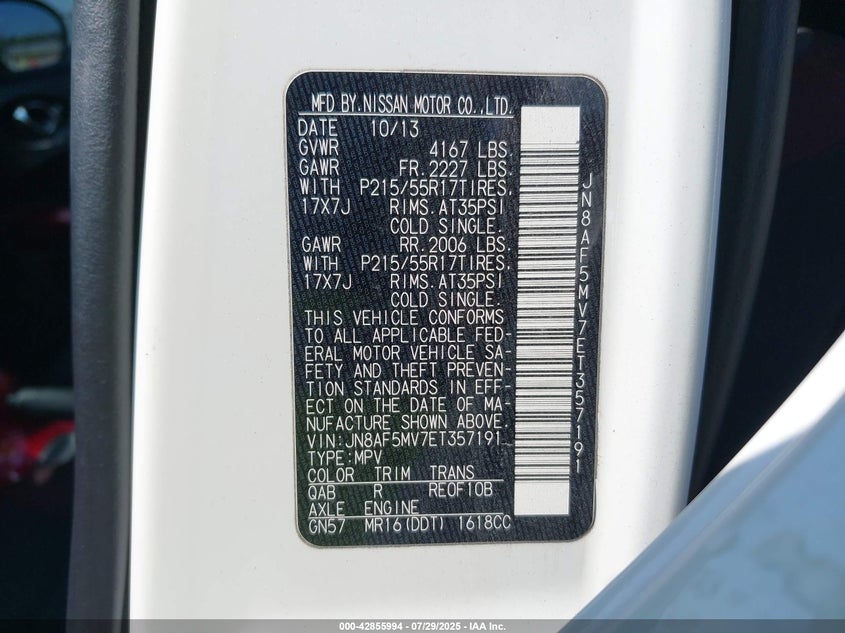 MFD BY.NISSAN MOTOR CO.,LTD.
DATE 10/13
GVWR 4167 LBS.
GAWR FR. 2227 LBS.
WITH P215/55R17TIRES.
17X7J RIMS. AT35PSI
COLD SINGLE.
GAWR RR. 2006 LBS.
WITH P215/55R17TIRES.
17X7J RIMS. AT35PSI
COLD SINGLE.
THIS VEHICLE CONFORMS
TO ALL APPLICABLE FED-
ERAL MOTOR VEHICLE SA-
FETY AND THEFT PREVEN-
TION STANDARDS IN EFF-
ECT ON THE DATE OF MA-
NUFACTURE SHOWN ABOVE.
VIN:JN8AF5MV7ET357191
TYPE:MPV
COLOR TRIM TRANS
QAB R RE0F10B
AXLE ENGINE
GN57 MR16(DDT) 1618CC
JN8AF5MV7ET357191
000-42855994 • 07/29/2025 - IAA Inc.